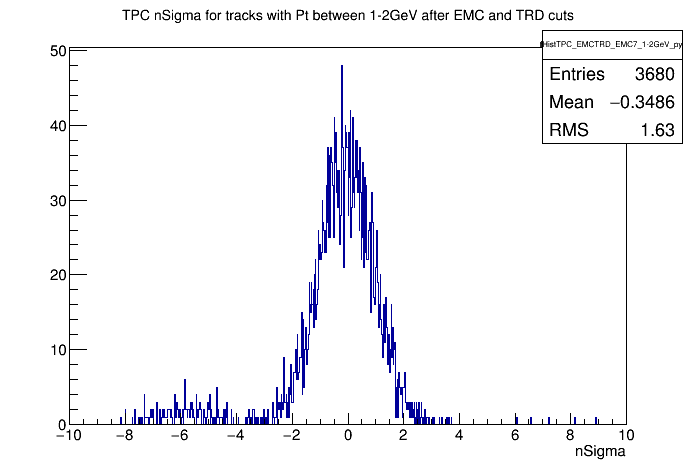 TPC nSigma for tracks with Pt between 1-2GeV after EMC and TRD cuts
HistTPC_EMCTRD_EMC7_1-2GeV_py
Entries 3680
Mean −0.3486
RMS 1.63
50
40
30
20
10
0
−10 −8 −6 −4 −2 0 2 4 6 8 10
nSigma